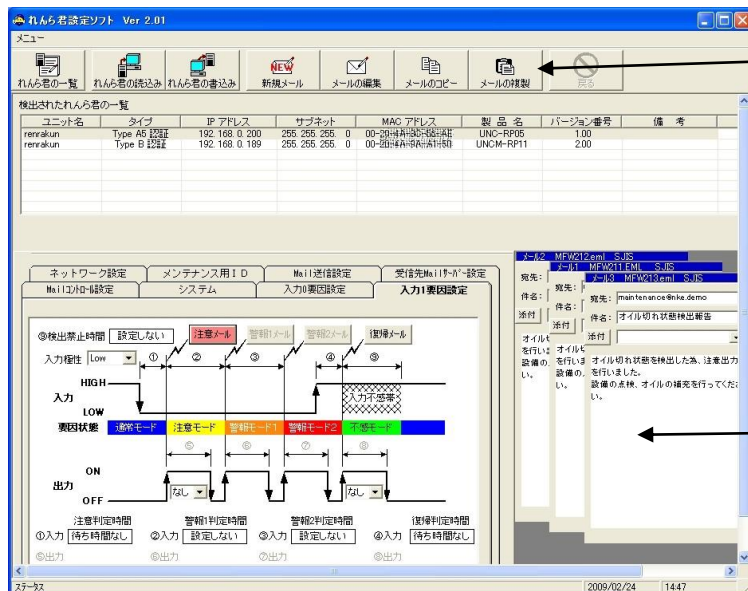 れんら君設定ソフト Ver 2.01
メニュー
れんら君の一覧 れんら君の読込み れんら君の書込み 新規メール メールの編集 メールのコピー メールの複製 戻る
NEW
検出されたれんら君の一覧
ユニット名 タイプ IP アドレス サブネット MAC アドレス 製 品 名 バージョン番号 備 考
renrakun Type A5 認証 192. 168. 0. 200 255. 255. 255. 0 UNC-RP05 1.00
renrakun Type B 認証 192. 168. 0. 189 255. 255. 255. 0 UNCM-RP11 2.00
ネットワーク設定 メンテナンス用ID Mail送信設定 受信先Mailサーバー設定
Mailコントロール設定 システム 入力0要因設定 入力1要因設定
⑨検出禁止時間 設定しない 注意メール 警報1メール 警報2メール 復帰メール
入力極性 Low ① ② ③ ④ ⑨
HIGH
入力 入力不感帯
LOW
要因状態 通常モード 注意モード 警報モード1 警報モード2 不感モード
⑤ ⑥ ⑦ ⑧
ON
出力 なし なし
OFF
注意判定時間 警報1判定時間 警報2判定時間 復帰判定時間
①入力 待ち時間なし ②入力 設定しない ③入力 設定しない ④入力 待ち時間なし
⑤出力 ⑥出力 ⑦出力 ⑧出力
メール2 MFW212.eml SJIS
宛先:
件名:
添付
オイル
を行い
設備の
い。
メール1 MFW211.EML SJIS
宛先:
件名:
添付
オイル
を行いま
設備の
い。
メール3 MFW213.eml SJIS
宛先: maintenance@nke.demo
件名: オイル切れ状態検出報告
添付
オイル切れ状態を検出した為、注意出力
を行いました。
設備の点検、オイルの補充を行ってくだ
い。
ステータス 2009/02/24 14:47